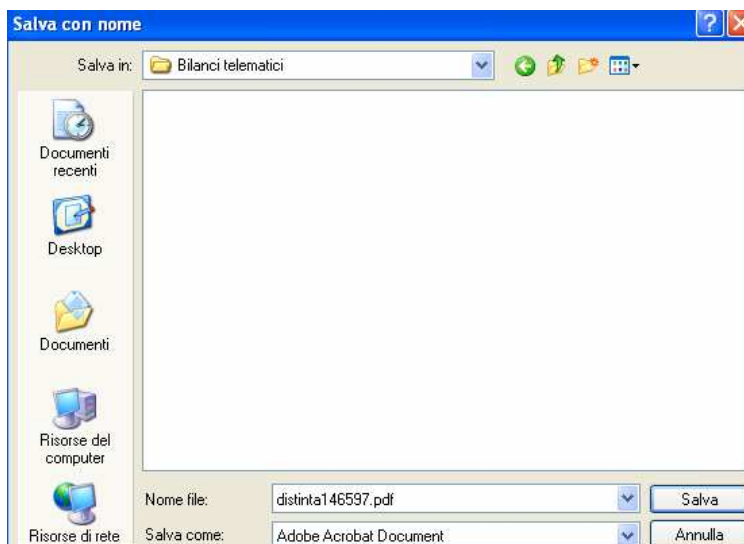 Salva con nome
Salva in: Bilanci telematici
Documenti
recenti
Desktop
Documenti
Risorse del
computer
Risorse di rete
Nome file: distinta146597.pdf Salva
Salva come: Adobe Acrobat Document Annulla